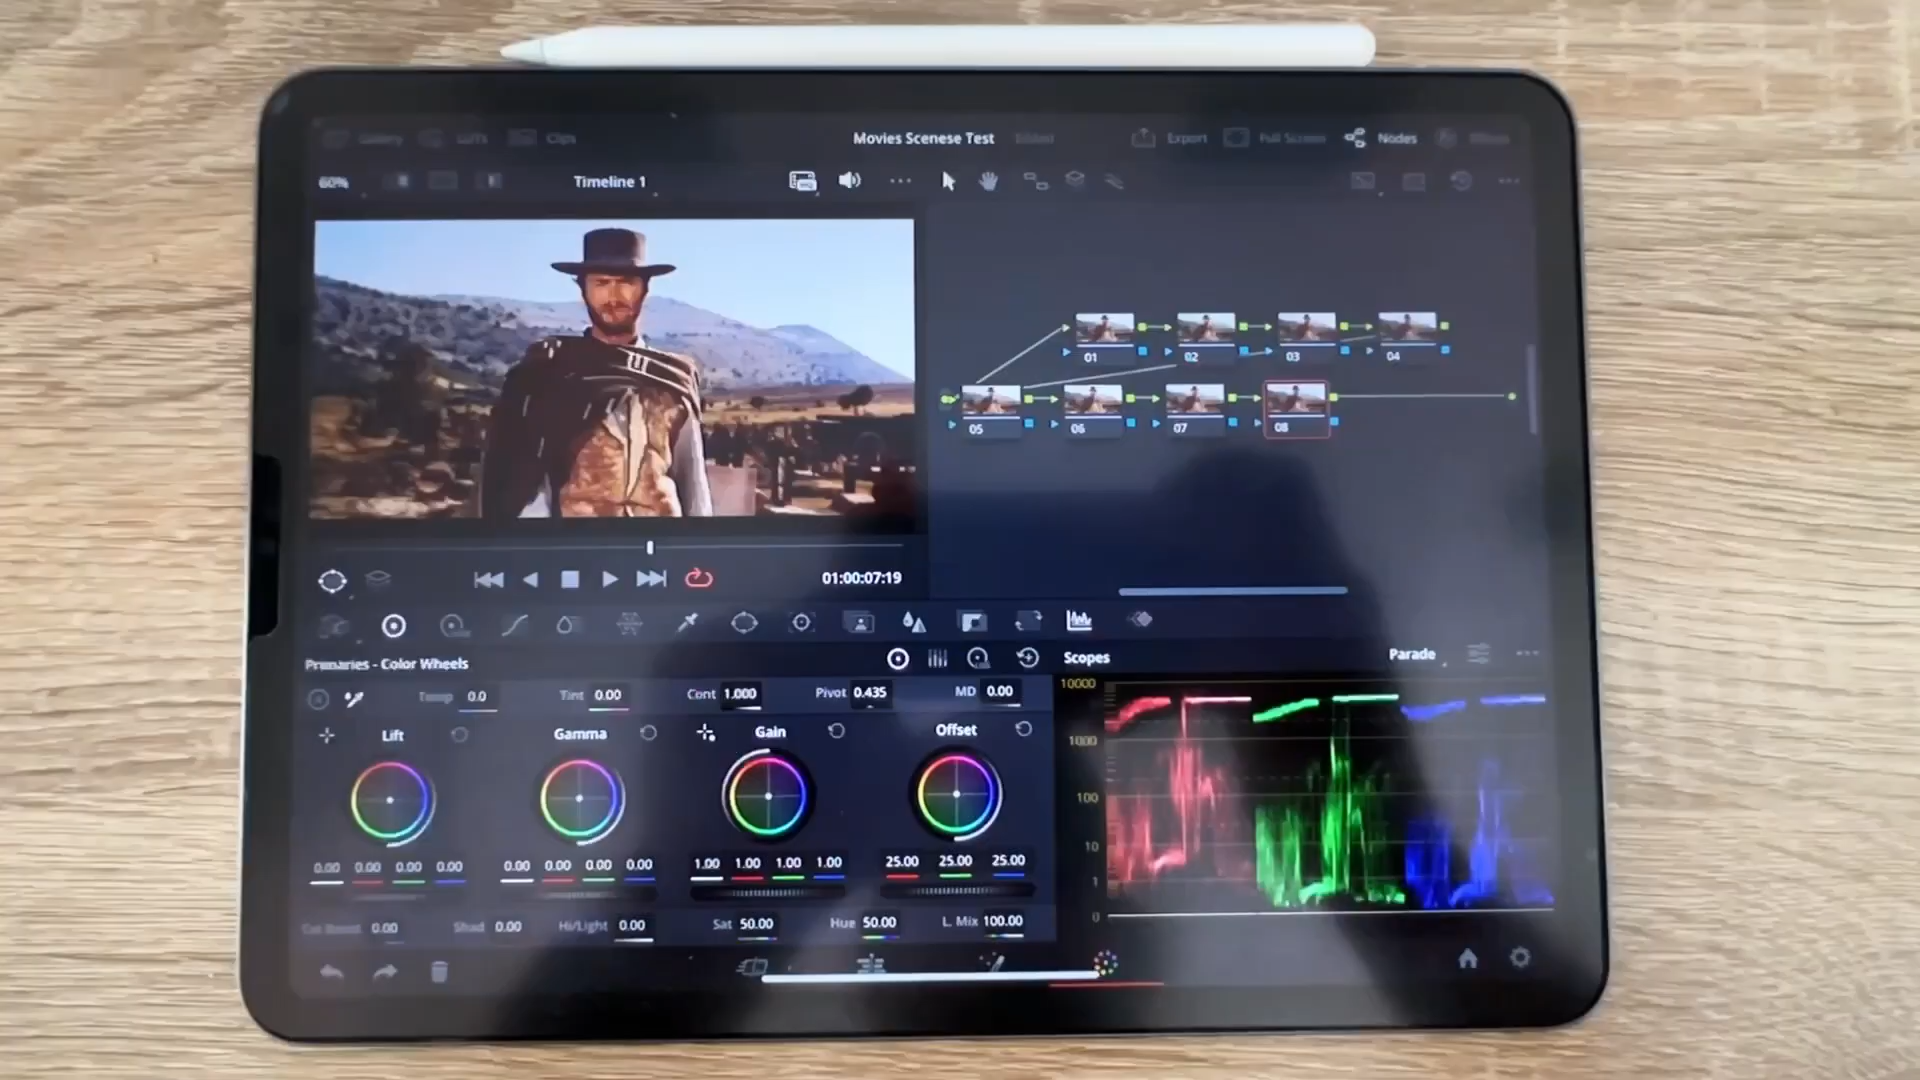 Gallery LUTs Clips Movies Scenese Test Edited Export Full Screen Nodes
60% Timeline 1
01 02 03 04
05 06 07 08
01:00:07:19
Primaries - Color Wheels Scopes Parade
Temp 0.0 Tint 0.00 Cont 1.000 Pivot 0.435 MD 0.00
Lift Gamma Gain Offset
10000
1000
100
10
1
0
0.00 0.00 0.00 0.00 0.00 0.00 0.00 0.00 1.00 1.00 1.00 1.00 25.00 25.00 25.00
Col Boost 0.00 Shad 0.00 Hi/Light 0.00 Sat 50.00 Hue 50.00 L. Mix 100.00